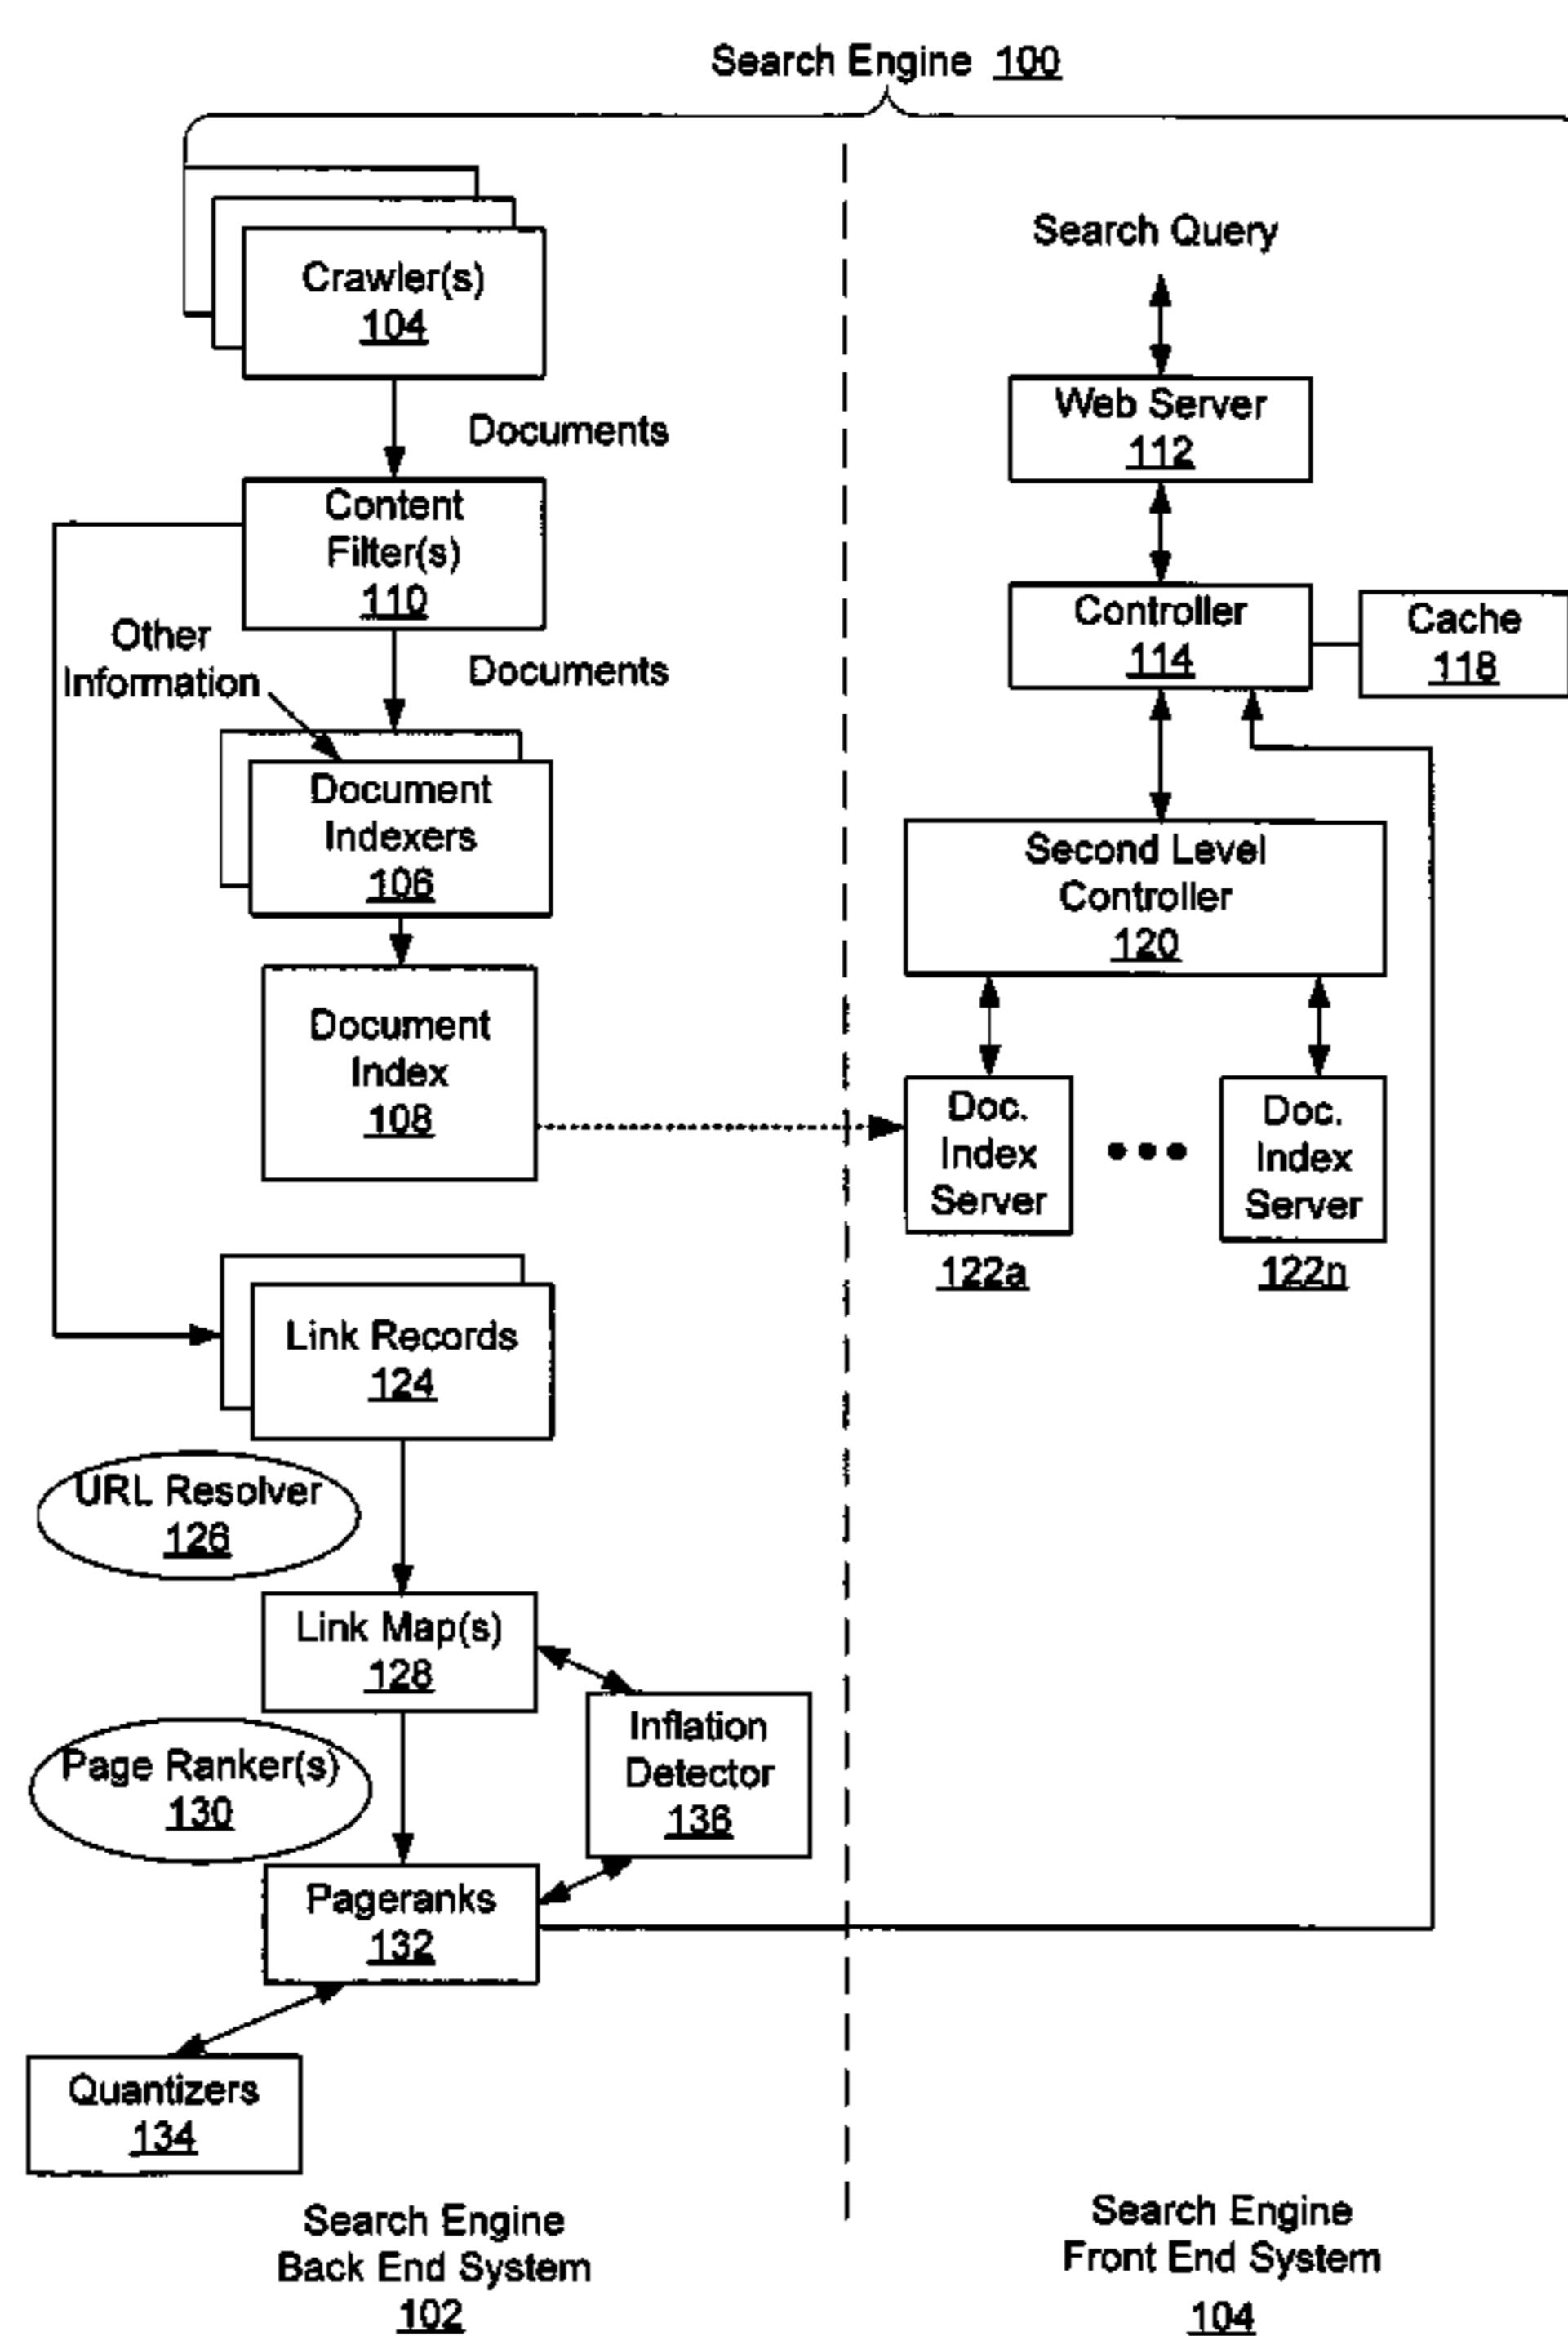 Search Engine 100
Crawler(s)
104
Documents
Content
Filter(s)
110
Other
Information
Documents
Document
Indexers
106
Document
Index
108
Link Records
124
URL Resolver
126
Link Map(s)
128
Inflation
Detector
136
Page Ranker(s)
130
Pageranks
132
Quantizers
134
Search Engine
Back End System
102
Search Query
Web Server
112
Controller
114
Cache
118
Second Level
Controller
120
Doc.
Index
Server
122a
Doc.
Index
Server
122n
Search Engine
Front End System
104